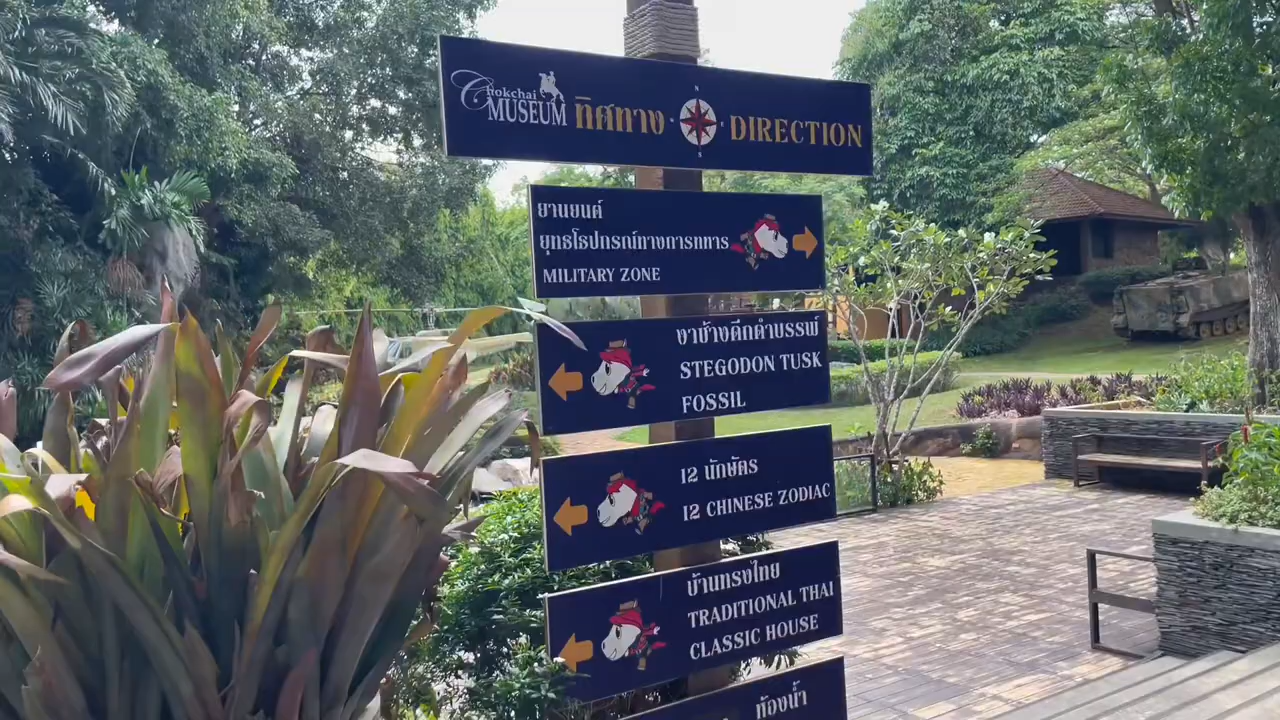 Chokchai
MUSEUM ทิศทาง N E S DIRECTION
ยานยนต์
ยุทธโธปกรณ์ทางการทหาร
MILITARY ZONE
งาช้างดึกดำบรรพ์
STEGODON TUSK
FOSSIL
12 นักษัตร
12 CHINESE ZODIAC
บ้านทรงไทย
TRADITIONAL THAI
CLASSIC HOUSE
ห้องน้ำ